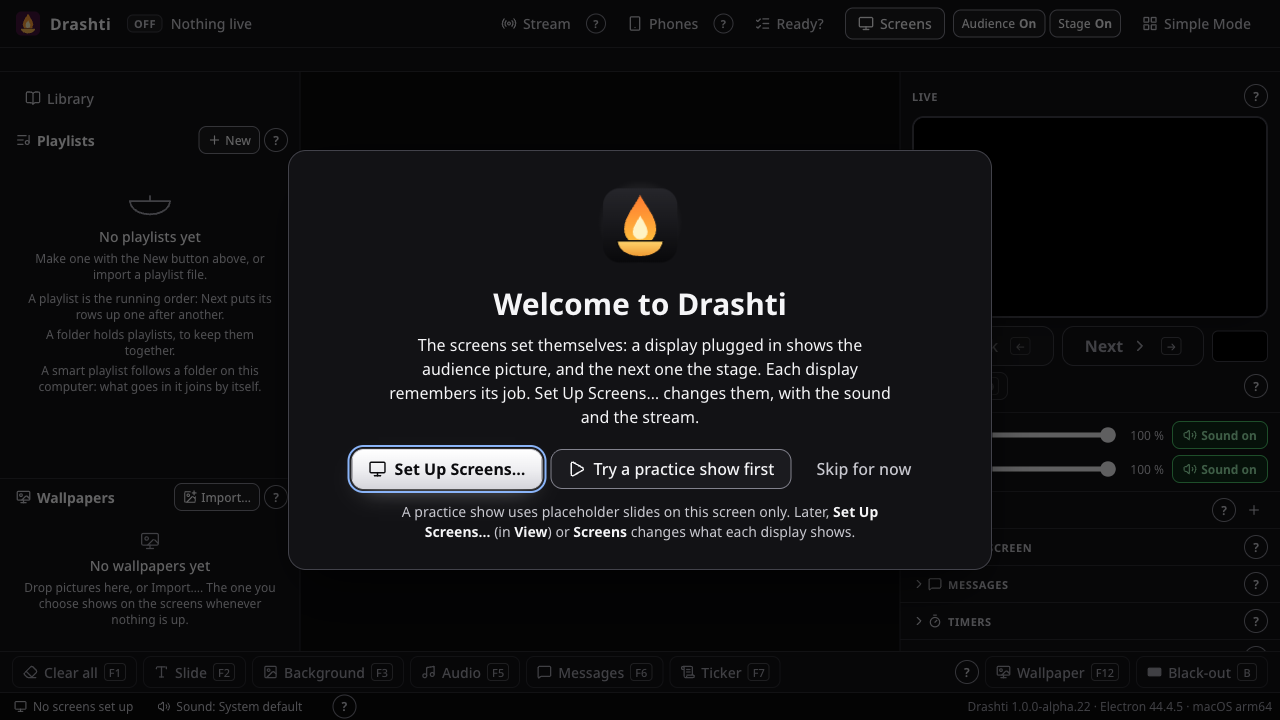 Drashti OFF Nothing live Stream ? Phones ? Ready? Screens Audience On Stage On Simple Mode
Library
Playlists New ?
No playlists yet
Make one with the New button above, or
import a playlist file.
A playlist is the running order: Next puts its
rows up one after another.
A folder holds playlists, to keep them
together.
A smart playlist follows a folder on this
computer: what goes in it joins by itself.
Wallpapers Import... ?
No wallpapers yet
Drop pictures here, or Import.... The one you
choose shows on the screens whenever
nothing is up.
Welcome to Drashti
The screens set themselves: a display plugged in shows the
audience picture, and the next one the stage. Each display
remembers its job. Set Up Screens... changes them, with the sound
and the stream.
Set Up Screens... Try a practice show first Skip for now
A practice show uses placeholder slides on this screen only. Later, Set Up
Screens... (in View) or Screens changes what each display shows.
LIVE ?
← Next →
?
100 % Sound on
100 % Sound on
? +
SCREEN ?
MESSAGES ?
TIMERS ?
Clear all F1 Slide F2 Background F3 Audio F5 Messages F6 Ticker F7 ? Wallpaper F12 Black-out B
No screens set up Sound: System default ? Drashti 1.0.0-alpha.22 · Electron 44.4.5 · macOS arm64